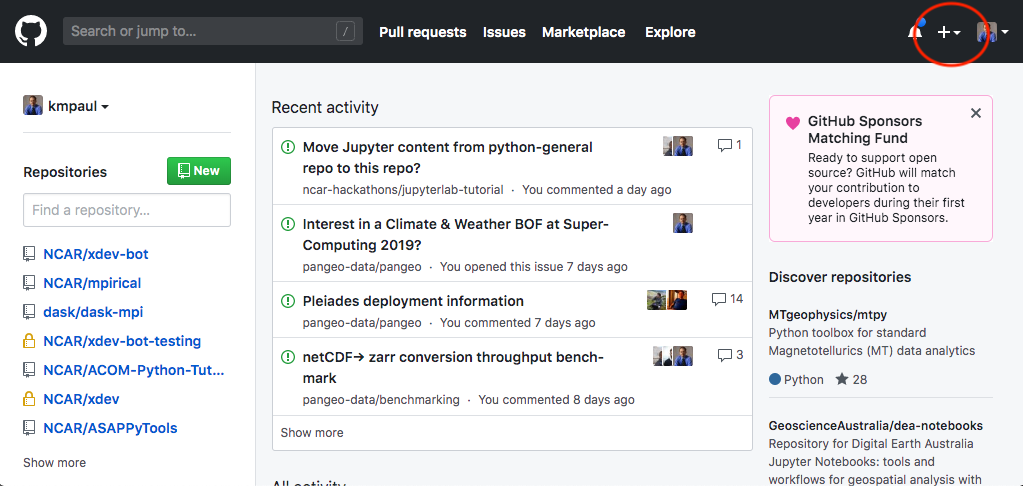 Search or jump to... /
Pull requests Issues Marketplace Explore
kmpaul
Repositories
New
Find a repository...
NCAR/xdev-bot
NCAR/mpirical
dask/dask-mpi
NCAR/xdev-bot-testing
NCAR/ACOM-Python-Tut...
NCAR/xdev
NCAR/ASAPPyTools
Show more
Recent activity
Move Jupyter content from python-general
repo to this repo?
1
ncar-hackathons/jupyterlab-tutorial · You commented a day ago
Interest in a Climate & Weather BOF at Super-
Computing 2019?
pangeo-data/pangeo · You opened this issue 7 days ago
Pleiades deployment information
14
pangeo-data/pangeo · You commented 7 days ago
netCDF→ zarr conversion throughput bench-
mark
3
pangeo-data/benchmarking · You commented 8 days ago
Show more
All activity
GitHub Sponsors
Matching Fund
Ready to support open
source? GitHub will match
your contribution to
developers during their first
year in GitHub Sponsors.
Discover repositories
MTgeophysics/mtpy
Python toolbox for standard
Magnetotellurics (MT) data analytics
Python 28
GeoscienceAustralia/dea-notebooks
Repository for Digital Earth Australia
Jupyter Notebooks: tools and
workflows for geospatial analysis with